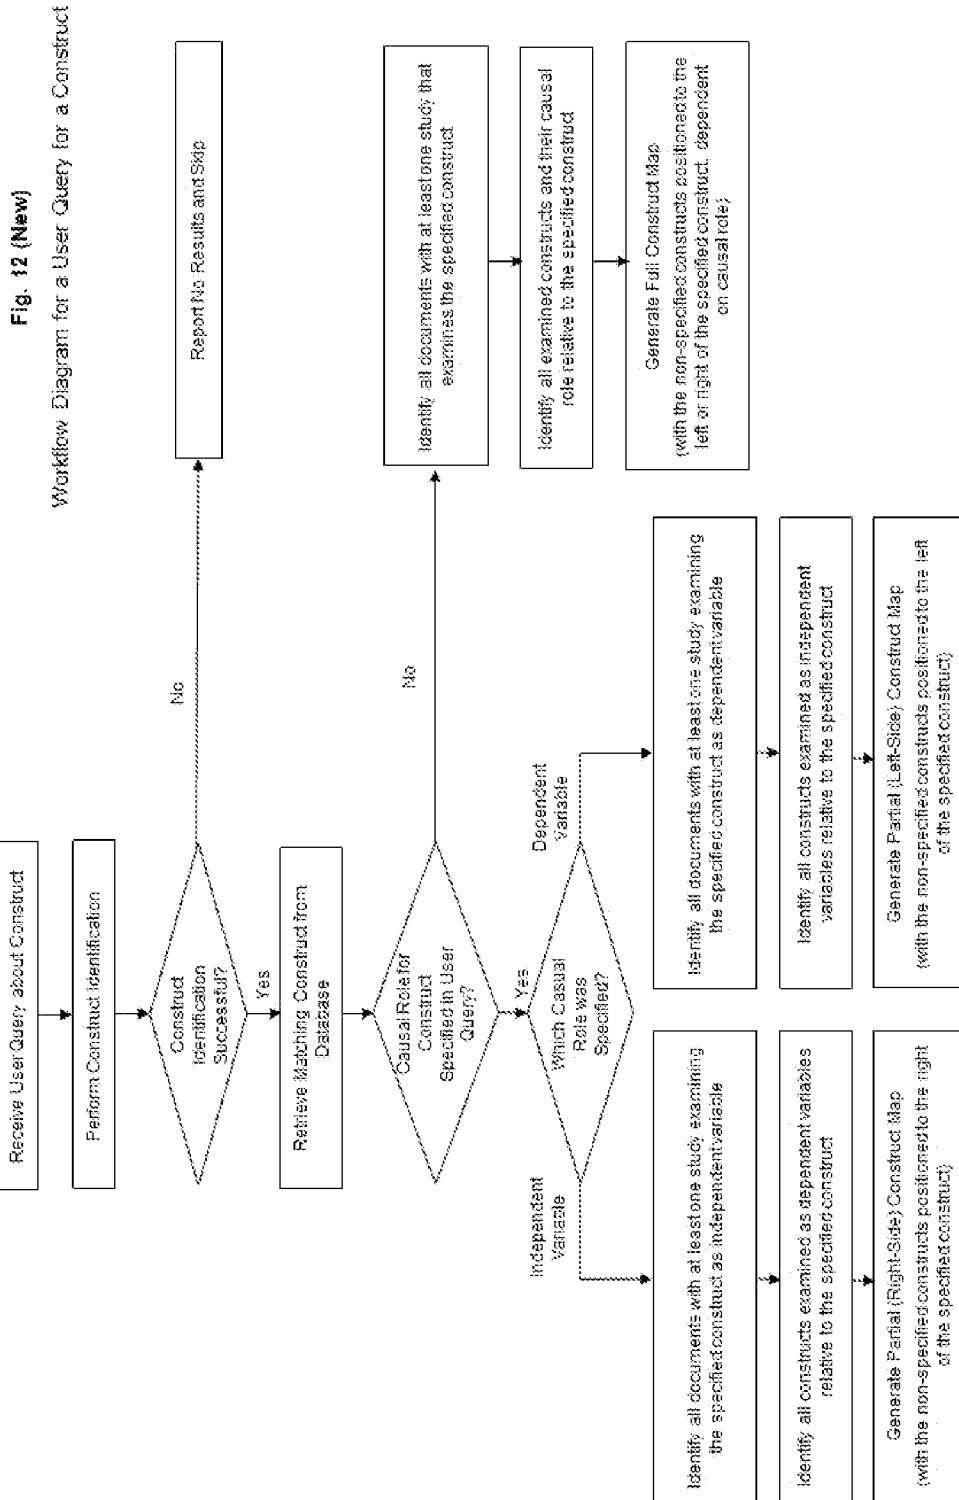 Fig. 12 (New)
Workflow Diagram for a User Query for a Construct
Receive User Query about Construct
Perform Construct Identification
Construct
Identification
Successful?
No
Report No Results and Skip
Yes
Retrieve Matching Construct from
Database
Causal Role for
Construct
Specified in User
Query?
No
Identify all documents with at least one study that
examines the specified construct
Identify all examined constructs and their causal
role relative to the specified construct
Generate Full Construct Map
(with the non-specified constructs positioned to the
left or right of the specified construct, dependent
on causal role)
Yes
Which Casual
Role was
Specified?
Independent
Variable
Dependent
Variable
Identify all documents with at least one study examining
the specified construct as independent variable
Identify all constructs examined as dependent variables
relative to the specified construct
Generate Partial (Right-Side) Construct Map
(with the non-specified constructs positioned to the right
of the specified construct)
Identify all documents with at least one study examining
the specified construct as dependent variable
Identify all constructs examined as independent
variables relative to the specified construct
Generate Partial (Left-Side) Construct Map
(with the non-specified constructs positioned to the left
of the specified construct)